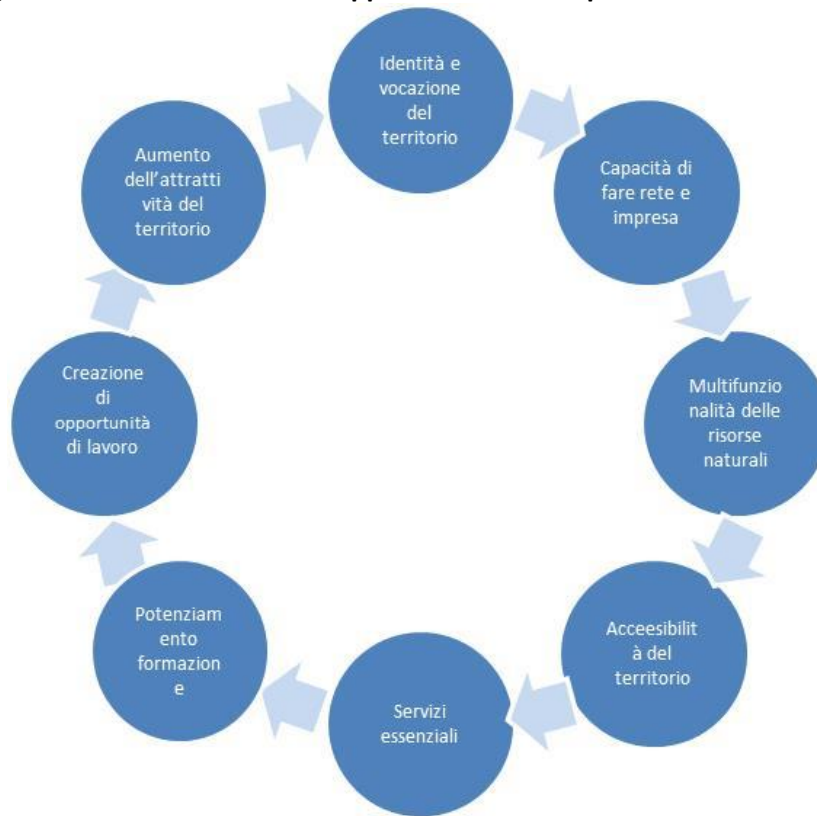 Identità e
vocazione
del
territorio
Capacità di
fare rete e
impresa
Multifunzio
nalità delle
risorse
naturali
Acceesibilit
à del
territorio
Servizi
essenziali
Potenziam
ento
formazion
e
Creazione
di
opportunità
di lavoro
Aumento
dell'attratti
vità del
territorio